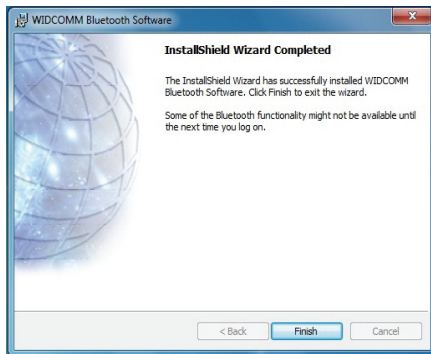 WIDCOMM Bluetooth Software
InstallShield Wizard Completed
The InstallShield Wizard has successfully installed WIDCOMM
Bluetooth Software. Click Finish to exit the wizard.
Some of the Bluetooth functionality might not be available until
the next time you log on.
< Back Finish Cancel